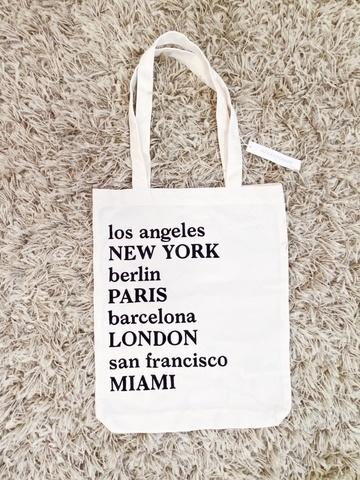 los angeles
NEW YORK
berlin
PARIS
barcelona
LONDON
san francisco
MIAMI